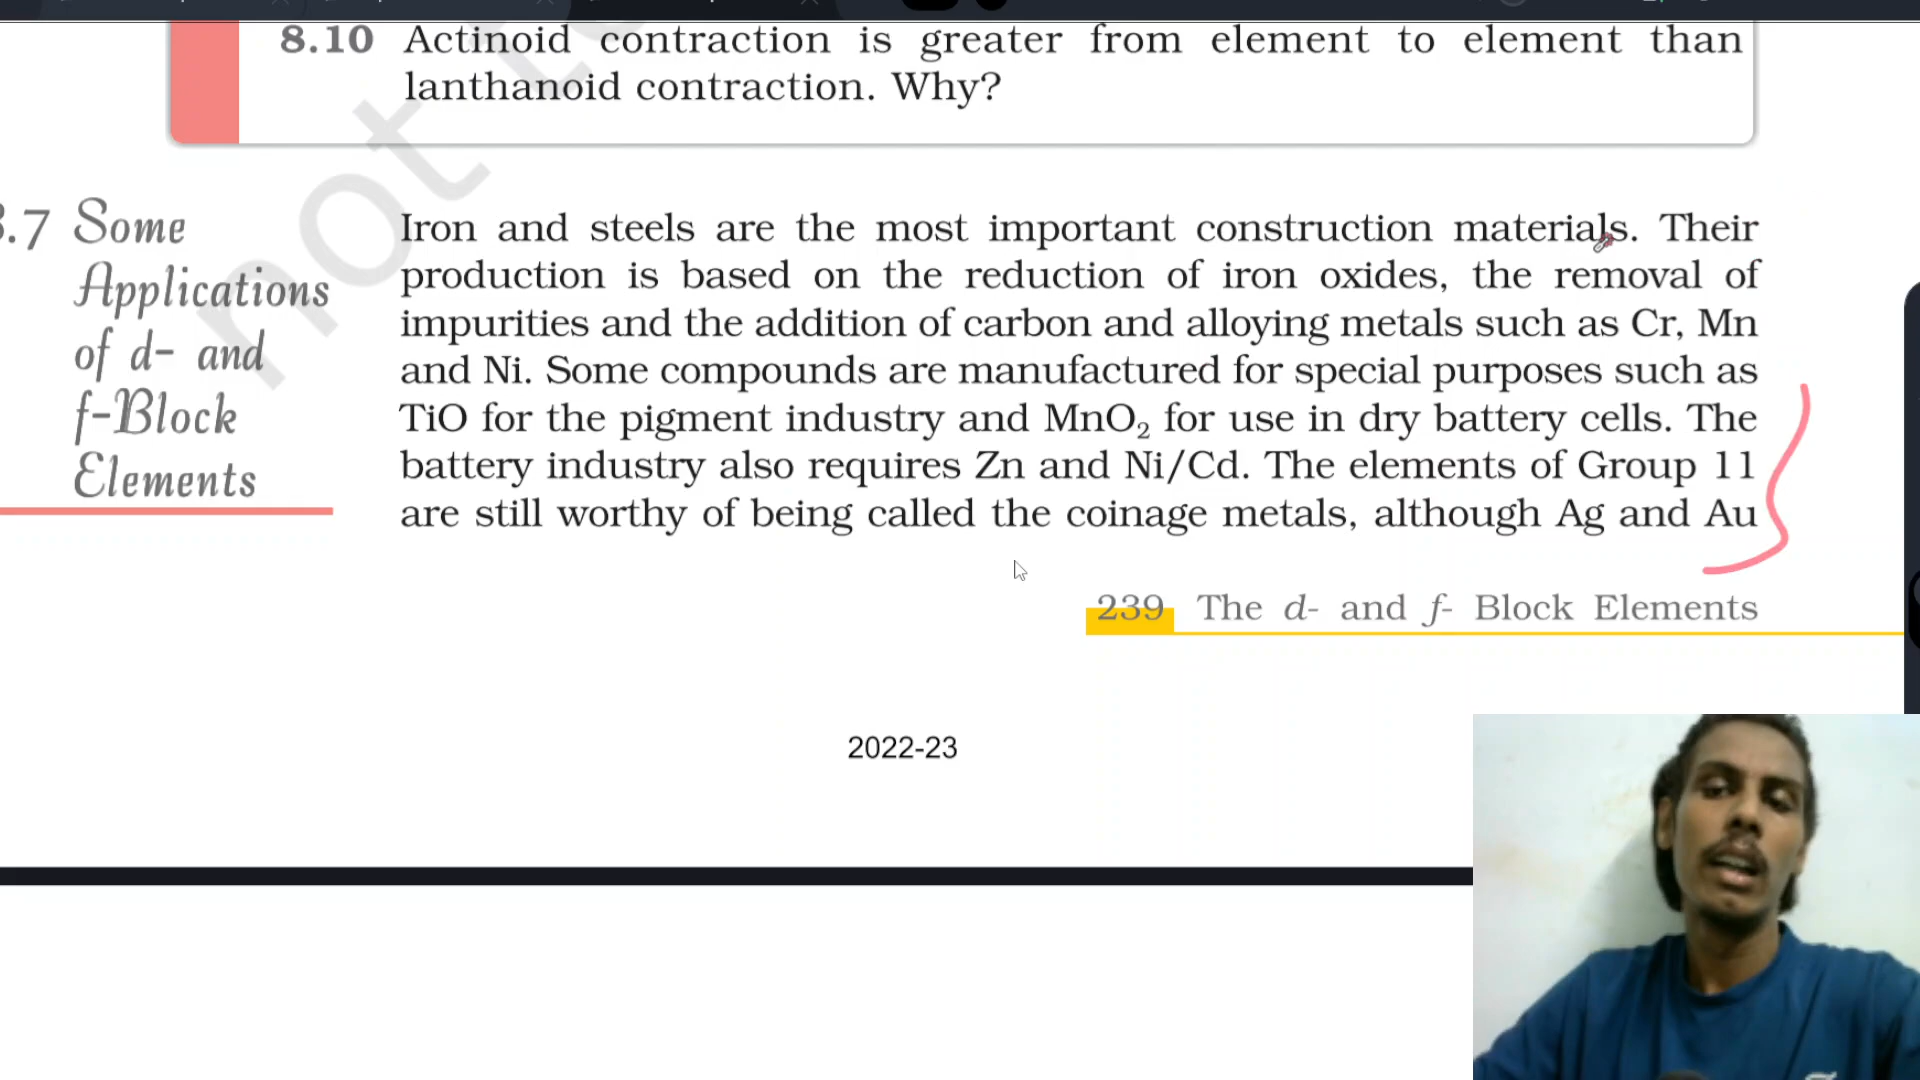 8.10 Actinoid contraction is greater from element to element than
lanthanoid contraction. Why?
not
8.7 Some
Applications
of d- and
f-Block
Elements
Iron and steels are the most important construction materials. Their
production is based on the reduction of iron oxides, the removal of
impurities and the addition of carbon and alloying metals such as Cr, Mn
and Ni. Some compounds are manufactured for special purposes such as
TiO for the pigment industry and MnO₂ for use in dry battery cells. The
battery industry also requires Zn and Ni/Cd. The elements of Group 11
are still worthy of being called the coinage metals, although Ag and Au
239 The d- and f- Block Elements
2022-23